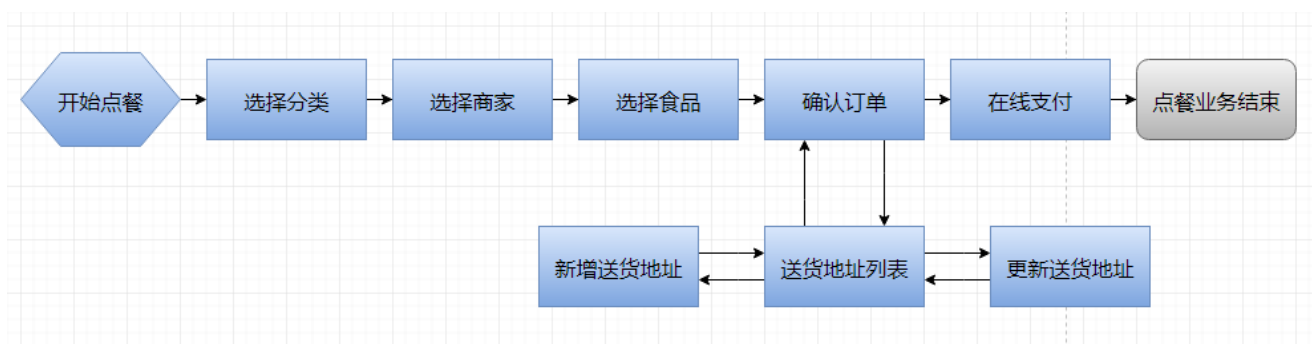 开始点餐
选择分类
选择商家
选择食品
确认订单
在线支付
点餐业务结束
新增送货地址
送货地址列表
更新送货地址